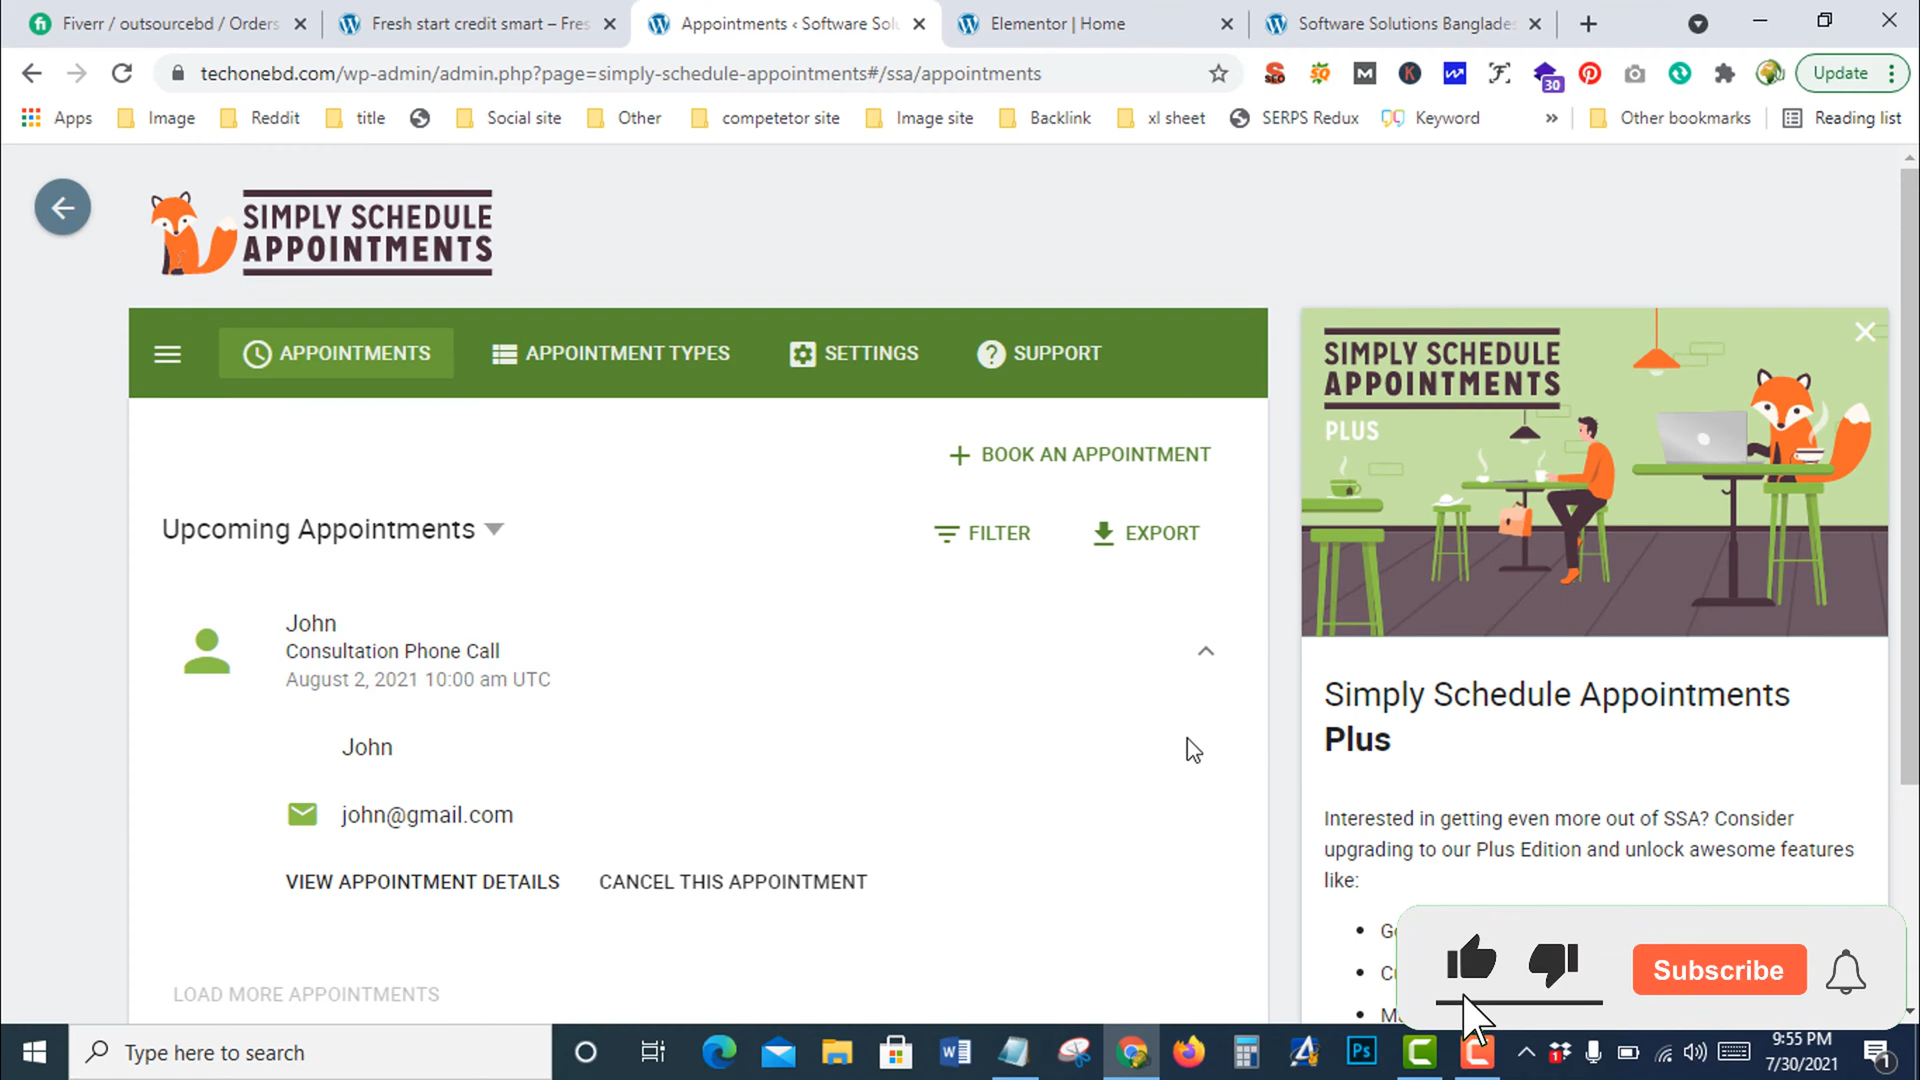 Fiverr / outsourcebd / Orders
Fresh start credit smart – Fres
Appointments ‹ Software Sol
Elementor | Home
Software Solutions Banglades
techonebd.com/wp-admin/admin.php?page=simply-schedule-appointments#/ssa/appointments
30
Update
Apps
Image
Reddit
title
Social site
Other
competetor site
Image site
Backlink
xl sheet
SERPS Redux
Keyword
»
Other bookmarks
Reading list
SIMPLY SCHEDULE
APPOINTMENTS
APPOINTMENTS
APPOINTMENT TYPES
SETTINGS
SUPPORT
BOOK AN APPOINTMENT
Upcoming Appointments
FILTER
EXPORT
John
Consultation Phone Call
August 2, 2021 10:00 am UTC
John
john@gmail.com
VIEW APPOINTMENT DETAILS
CANCEL THIS APPOINTMENT
LOAD MORE APPOINTMENTS
SIMPLY SCHEDULE
APPOINTMENTS
PLUS
Simply Schedule Appointments
Plus
Interested in getting even more out of SSA? Consider
upgrading to our Plus Edition and unlock awesome features
like:
Subscribe
Type here to search
9:55 PM
7/30/2021
1